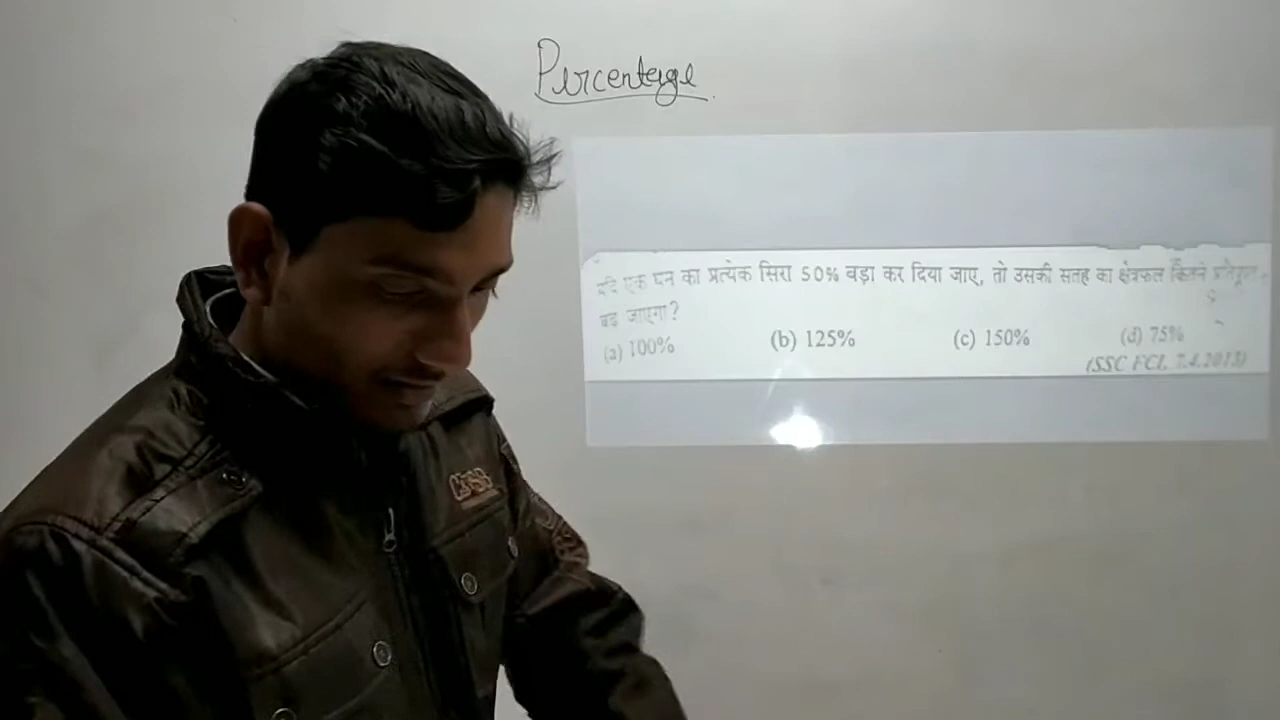 Percentage
यदि एक घन का प्रत्येक सिरा 50% बड़ा कर दिया जाए, तो उसकी सतह का क्षेत्रफल कितने प्रतिशत
बढ़ जाएगा?
(a) 100% (b) 125% (c) 150% (d) 75%
(SSC FCI, 7.4.2013)